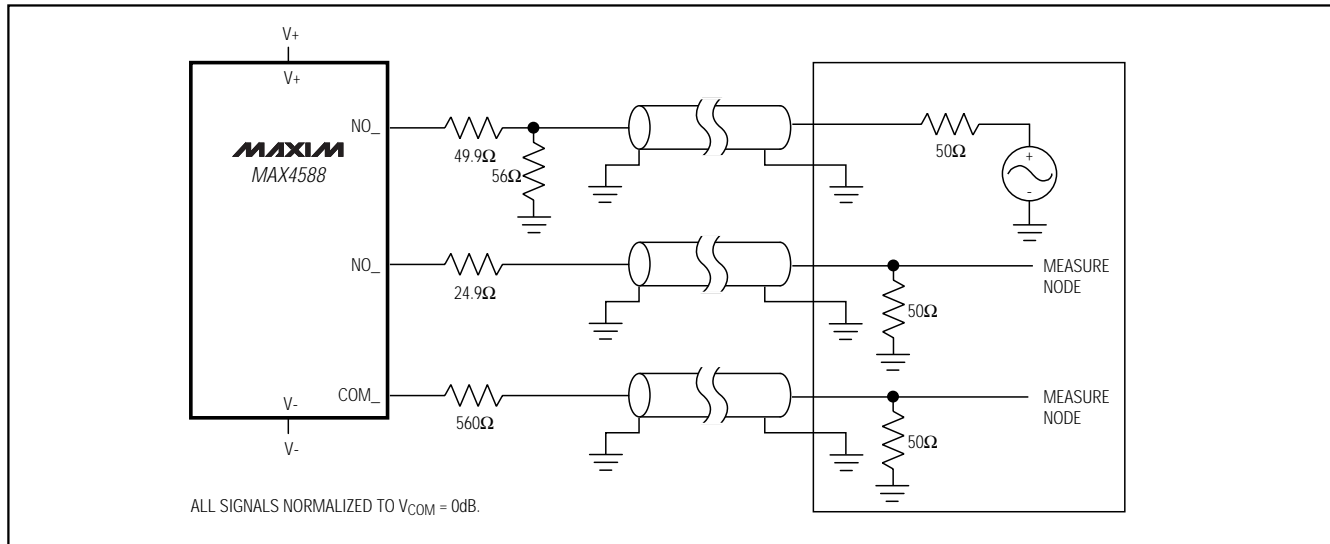 V+
V+
NO_
49.9Ω
56Ω
50Ω
+
-
MAXIM
MAX4588
NO_
24.9Ω
MEASURE
NODE
50Ω
COM_
560Ω
MEASURE
NODE
50Ω
V-
V-
ALL SIGNALS NORMALIZED TO VCOM = 0dB.